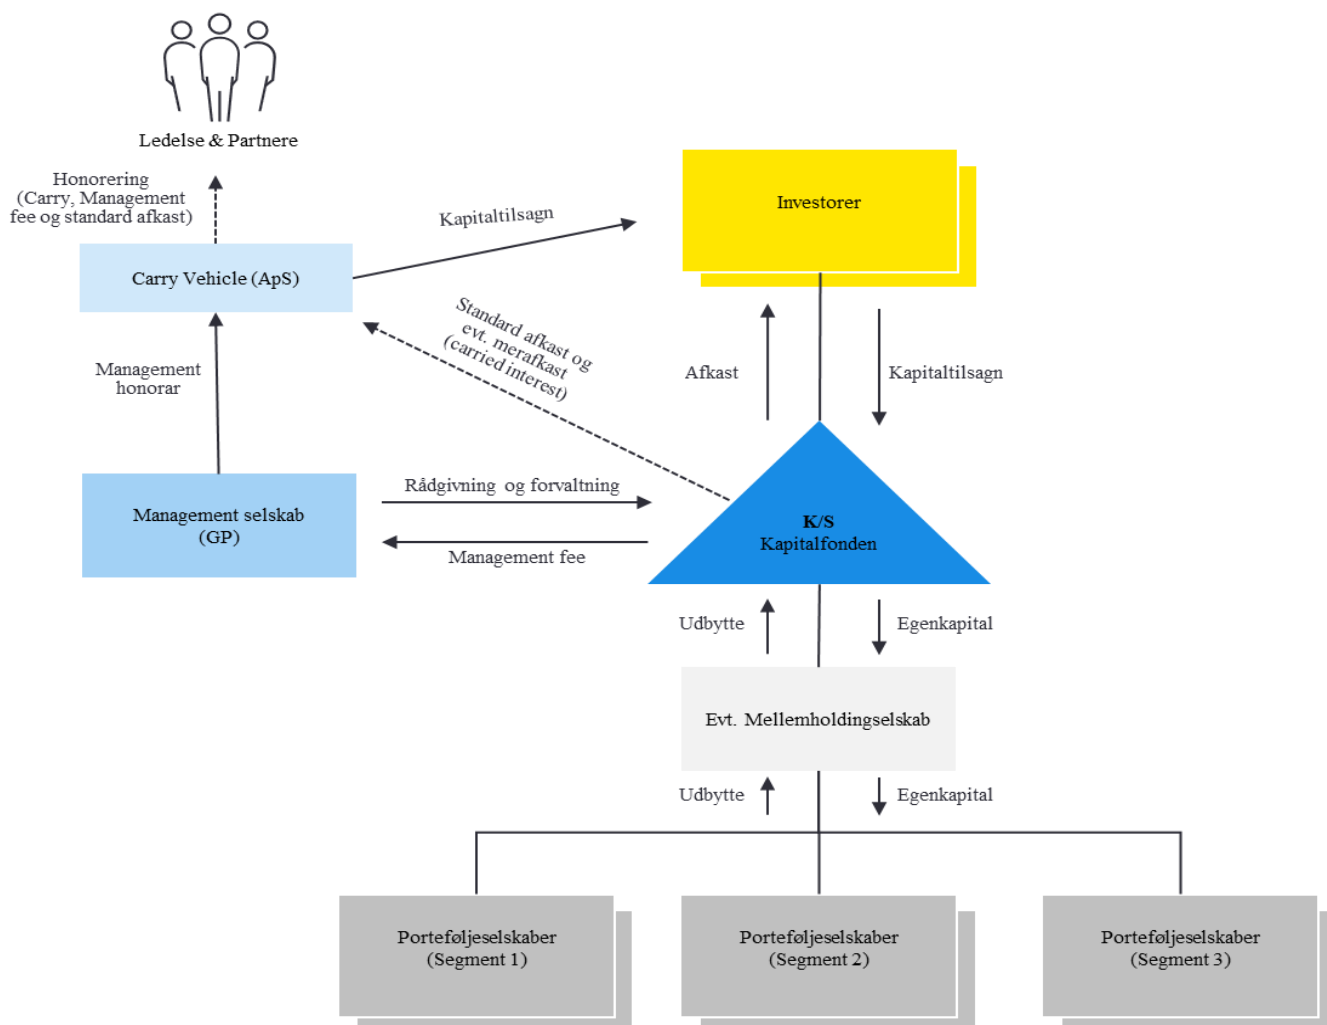 Ledelse & Partnere
Honorering
(Carry, Management
fee og standard afkast)
Kapitaltilsagn
Investorer
Carry Vehicle (ApS)
Standard afkast og
evt. merafkast
(carried interest)
Management
honorar
Afkast
Kapitaltilsagn
Rådgivning og forvaltning
Management selskab
(GP)
K/S
Kapitalfonden
Management fee
Udbytte
Egenkapital
Evt. Mellemholdingselskab
Udbytte
Egenkapital
Porteføljeselskaber
(Segment 1)
Porteføljeselskaber
(Segment 2)
Porteføljeselskaber
(Segment 3)